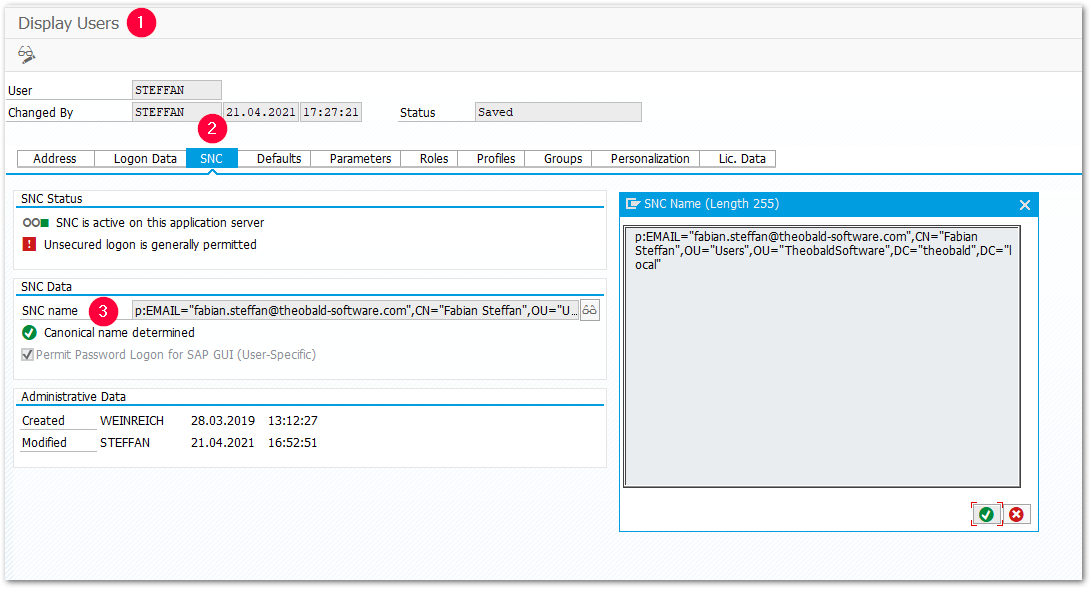 Display Users 1
User STEFFAN
Changed By STEFFAN 21.04.2021 17:27:21 Status Saved
2
Address Logon Data SNC Defaults Parameters Roles Profiles Groups Personalization Lic. Data
SNC Status
SNC is active on this application server
! Unsecured logon is generally permitted
SNC Data
SNC name 3 p:EMAIL="fabian.steffan@theobald-software.com",CN="Fabian Steffan",OU="U...
Canonical name determined
Permit Password Logon for SAP GUI (User-Specific)
Administrative Data
Created WEINREICH 28.03.2019 13:12:27
Modified STEFFAN 21.04.2021 16:52:51
SNC Name (Length 255)
p:EMAIL="fabian.steffan@theobald-software.com",CN="Fabian
Steffan",OU="Users",OU="TheobaldSoftware",DC="theobald",DC="l
ocal"